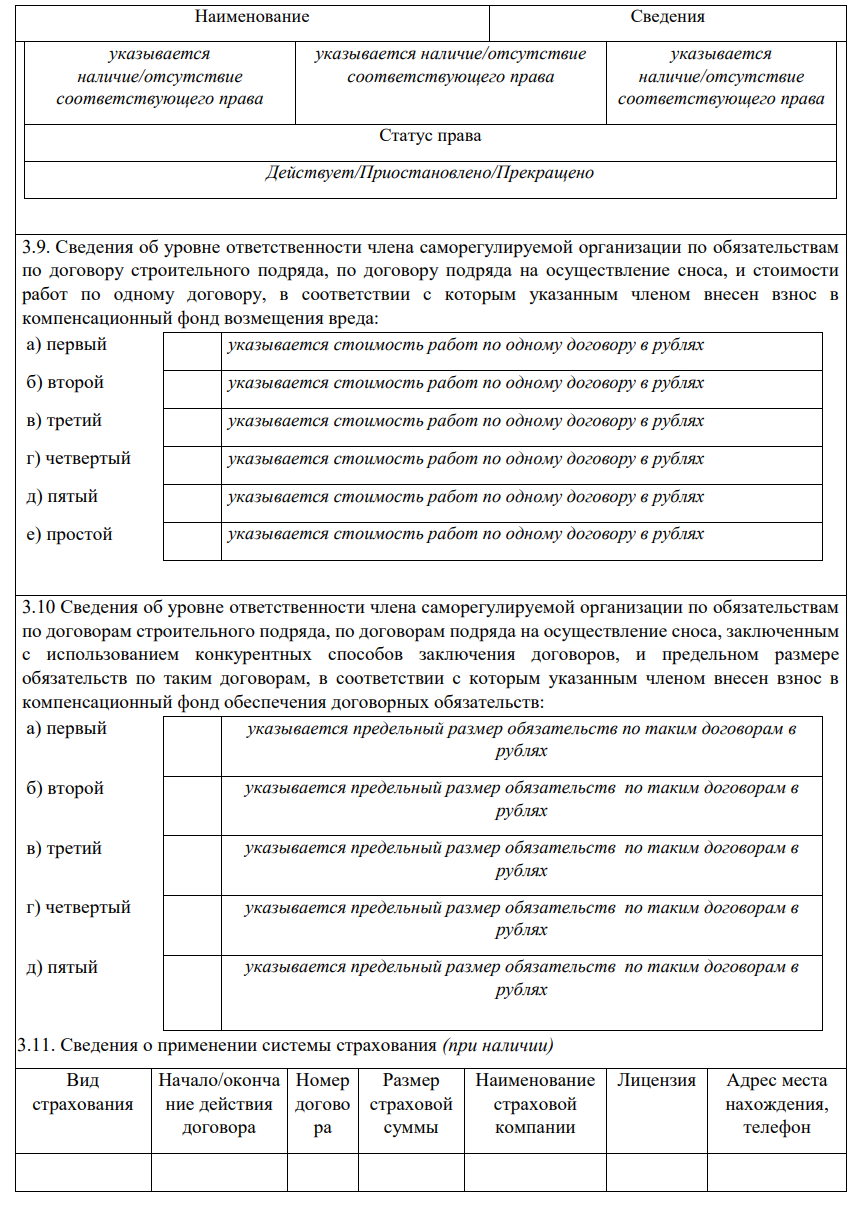 Наименование Сведения
указывается указывается наличие/отсутствие указывается
наличие/отсутствие соответствующего права наличие/отсутствие
соответствующего права соответствующего права
Статус права
Действует/Приостановлено/Прекращено
3.9. Сведения об уровне ответственности члена саморегулируемой организации по обязательствам
по договору строительного подряда, по договору подряда на осуществление сноса, и стоимости
работ по одному договору, в соответствии с которым указанным членом внесен взнос в
компенсационный фонд возмещения вреда:
а) первый указывается стоимость работ по одному договору в рублях
б) второй указывается стоимость работ по одному договору в рублях
в) третий указывается стоимость работ по одному договору в рублях
г) четвертый указывается стоимость работ по одному договору в рублях
д) пятый указывается стоимость работ по одному договору в рублях
е) простой указывается стоимость работ по одному договору в рублях
3.10 Сведения об уровне ответственности члена саморегулируемой организации по обязательствам
по договорам строительного подряда, по договорам подряда на осуществление сноса, заключенным
с использованием конкурентных способов заключения договоров, и предельном размере
обязательств по таким договорам, в соответствии с которым указанным членом внесен взнос в
компенсационный фонд обеспечения договорных обязательств:
а) первый указывается предельный размер обязательств по таким договорам в
рублях
б) второй указывается предельный размер обязательств по таким договорам в
рублях
в) третий указывается предельный размер обязательств по таким договорам в
рублях
г) четвертый указывается предельный размер обязательств по таким договорам в
рублях
д) пятый указывается предельный размер обязательств по таким договорам в
рублях
3.11. Сведения о применении системы страхования (при наличии)
Вид Начало/оконча Номер Размер Наименование Лицензия Адрес места
страхования ние действия догово страховой страховой нахождения,
договора ра суммы компании телефон